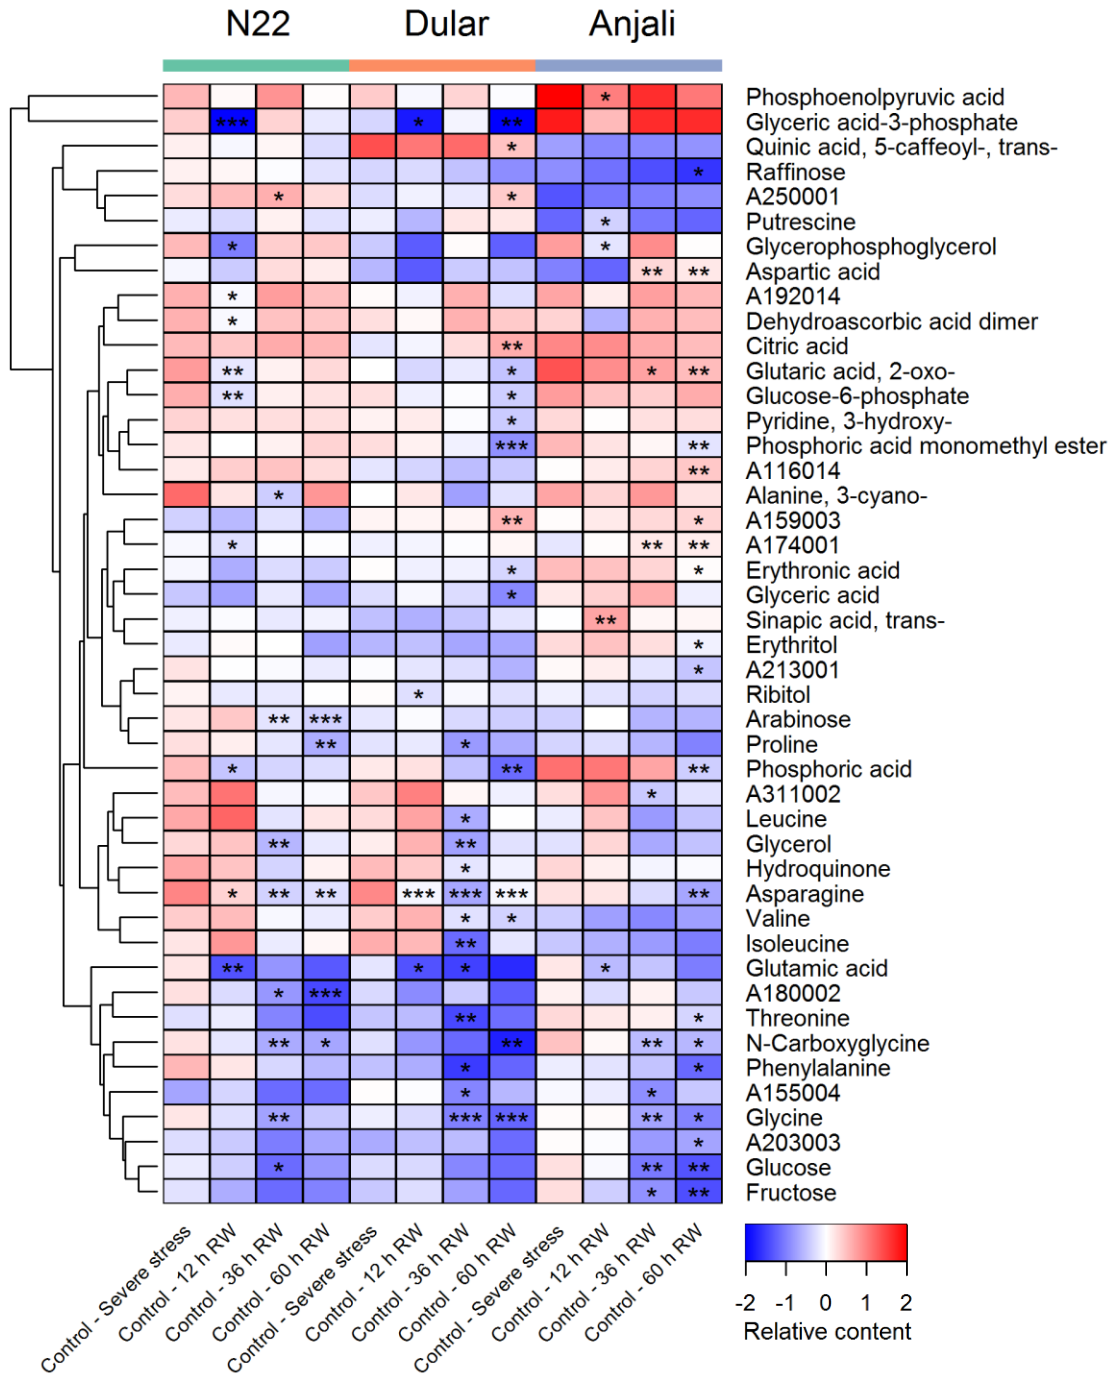 N22 Dular Anjali
Phosphoenolpyruvic acid *
Glyceric acid-3-phosphate *** * **
Quinic acid, 5-caffeoyl-, trans- *
Raffinose *
A250001 * *
Putrescine *
Glycerophosphoglycerol * *
Aspartic acid ** **
A192014 *
Dehydroascorbic acid dimer *
Citric acid **
Glutaric acid, 2-oxo- ** * * **
Glucose-6-phosphate ** *
Pyridine, 3-hydroxy- *
Phosphoric acid monomethyl ester *** **
A116014 **
Alanine, 3-cyano- *
A159003 ** *
A174001 * ** **
Erythronic acid * *
Glyceric acid *
Sinapic acid, trans- **
Erythritol *
A213001 *
Ribitol *
Arabinose ** ***
Proline ** *
Phosphoric acid * ** **
A311002 *
Leucine *
Glycerol ** **
Hydroquinone *
Asparagine * ** ** *** *** *** **
Valine * *
Isoleucine **
Glutamic acid ** * * *
A180002 * ***
Threonine ** *
N-Carboxyglycine ** * ** ** *
Phenylalanine * *
A155004 * *
Glycine ** *** *** ** *
A203003 *
Glucose * ** **
Fructose * **
Control - Severe stress
Control - 12 h RW
Control - 36 h RW
Control - 60 h RW
Control - Severe stress
Control - 12 h RW
Control - 36 h RW
Control - 60 h RW
Control - Severe stress
Control - 12 h RW
Control - 36 h RW
Control - 60 h RW
-2 -1 0 1 2
Relative content